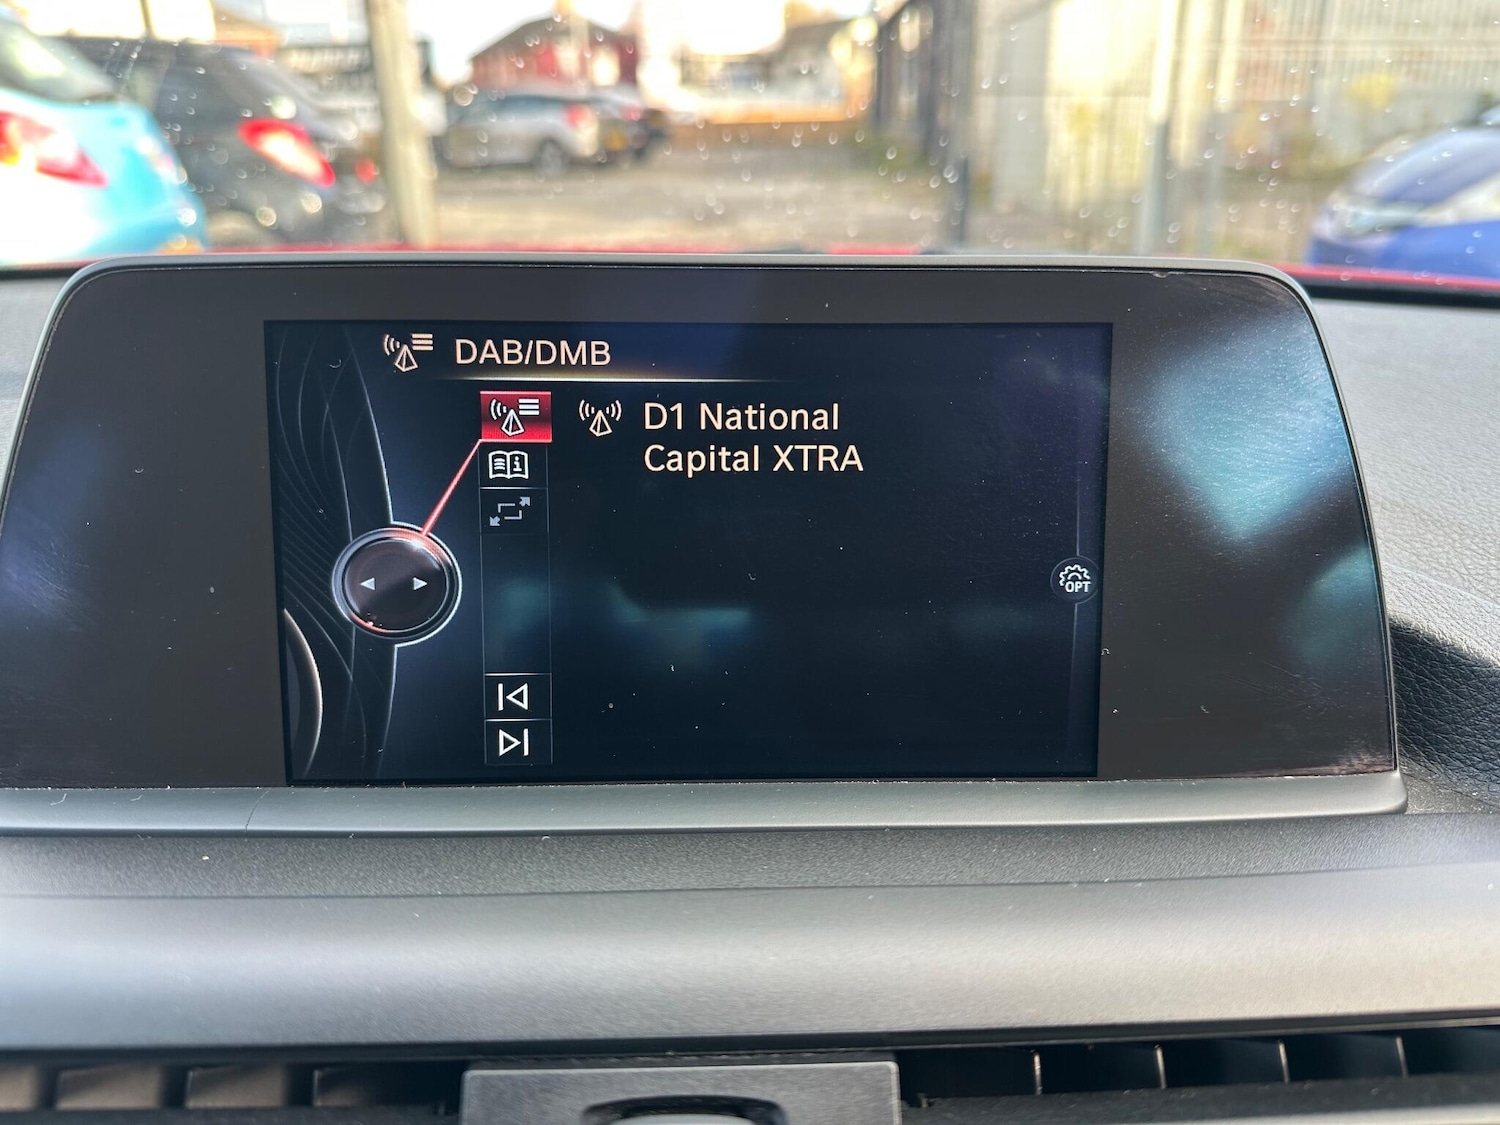 DAB/DMB
D1 National
Capital XTRA
OPT